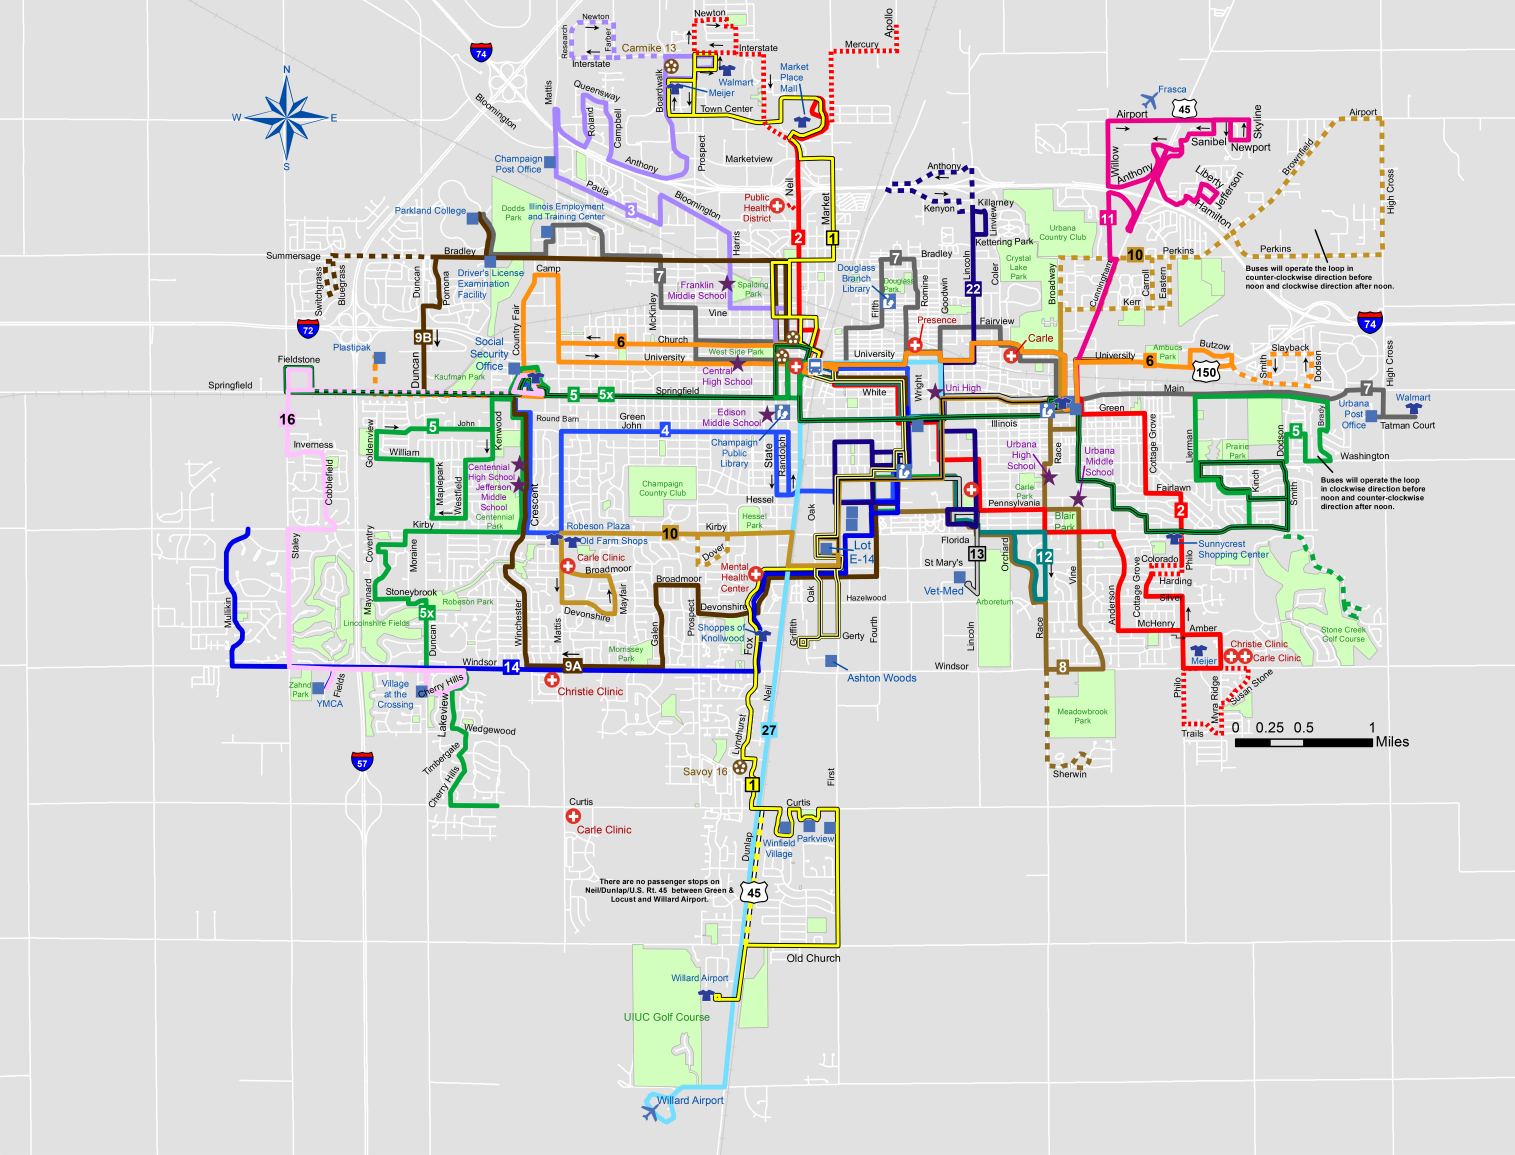 Newton
Research
Farber
Interstate
Carmike 13
Newton
Interstate
Mercury
Apollo
74
N
W
E
S
Bloomington
Mattis
Queensway
Roland
Campbell
Anthony
Boardwalk
Walmart
Meijer
Town Center
Market
Place
Mall
Prospect
Marketview
Champaign
Post Office
Paula
3
Bloomington
Public
Health
District
Neil
Market
2
1
Harris
Anthony
Kenyon
Killarney
Linview
Kettering Park
Lincoln
22
Coler
Frasca
45
Airport
Willow
Anthony
Sanibel
Skyline
Newport
Liberty
Jefferson
Hamilton
11
Brownfield
Airport
High Cross
Perkins
10
Perkins
Buses will operate the loop in
counter-clockwise direction before
noon and clockwise direction after noon.
Parkland College
Dodds
Park
Illinois Employment
and Training Center
Summersage
Switchgrass
Bluegrass
Bradley
Duncan
Pomona
Driver's License
Examination
Facility
Camp
7
McKinley
Franklin
Middle School
Spalding
Park
Vine
Douglass
Branch
Library
7
Bradley
Douglass
Park
Fifth
Romine
Goodwin
Urbana
Country Club
Crystal
Lake
Park
Broadway
Cunningham
Carroll
Eastern
Kerr
72
Plastipak
9B
Duncan
Social
Security
Office
Country Fair
Kaufman Park
6
Church
University
West Side Park
Central
High School
University
Presence
Fairview
Carle
University
6
Ambucs
Park
Butzow
150
Slayback
Smith
Dodson
74
High Cross
Fieldstone
Springfield
5
5x
Springfield
White
Wright
Uni High
Main
7
Urbana
Post
Office
Walmart
Tatman Court
16
Inverness
Cobblefield
Goldenview
5
John
William
Kenwood
Maplepark
Westfield
Centennial
High School
Jefferson
Middle
School
Centennial
Park
Round Barn
Green
John
4
Edison
Middle School
Champaign
Public
Library
State
Randolph
Hessel
Champaign
Country Club
Crescent
Illinois
Urbana
High
School
Race
Carle
Park
Urbana
Middle
School
Green
Cottage Grove
Lierman
Prairie
Park
Dodson
5
Brady
Washington
Kinch
Smith
Buses will operate the loop
in clockwise direction before
noon and counter-clockwise
direction after noon.
Staley
Coventry
Kirby
Moraine
Maynard
Stoneybrook
Robeson Park
5x
Lincolnshire Fields
Duncan
Winchester
Robeson Plaza
Old Farm Shops
Carle Clinic
Broadmoor
Mayfair
Devonshire
Mattis
10
Kirby
Dover
Hessel
Park
Oak
Lot
E-14
Mental
Health
Center
Broadmoor
Devonshire
Prospect
Galen
Morrissey
Park
Shoppes of
Knollwood
Fox
Griffith
Oak
Hazelwood
Gerty
Fourth
Pennsylvania
Florida
13
St Mary's
Vet-Med
Orchard
12
Arboretum
Lincoln
Race
Blair
Park
Vine
Fairlawn
2
Sunnycrest
Shopping Center
Colorado
Philo
Harding
Silver
Anderson
Cottage Grove
McHenry
Amber
Meijer
Christie Clinic
Carle Clinic
Stone Creek
Golf Course
Mullikin
Windsor
14
9A
Christie Clinic
Windsor
8
Ashton Woods
Zahnd
Park
YMCA
Fields
Village
at the
Crossing
Cherry Hills
Lakeview
Wedgewood
Timbergate
Cherry Hills
57
Neil
27
Lyndhurst
Savoy 16
1
Curtis
Carle Clinic
Curtis
First
Winfield
Village
Parkview
Dunlap
Meadowbrook
Park
Sherwin
Philo
Myra Ridge
Susan Stone
Trails
0
0.25
0.5
1
Miles
There are no passenger stops on
Neil/Dunlap/U.S. Rt. 45 between Green &
Locust and Willard Airport.
45
Old Church
Willard Airport
UIUC Golf Course
Willard Airport